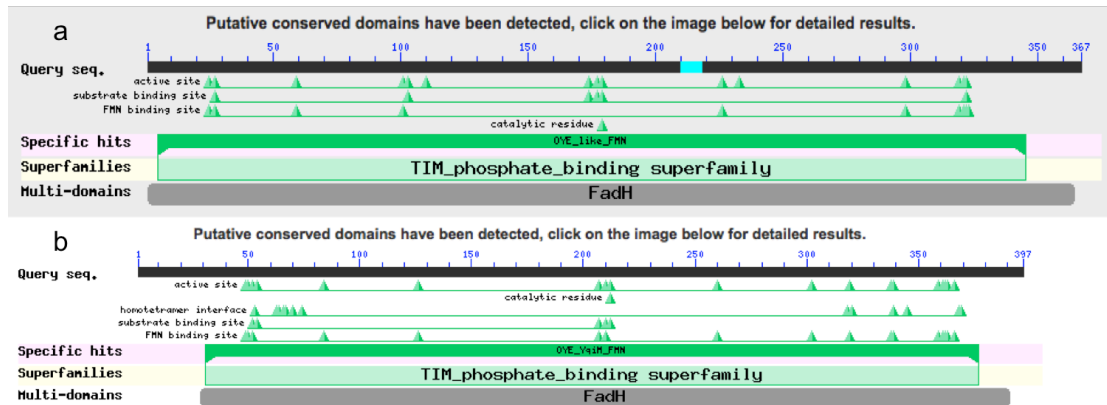 a
Putative conserved domains have been detected, click on the image below for detailed results.
1 50 100 150 200 250 300 350 367
Query seq.
active site
substrate binding site
FMN binding site
catalytic residue
Specific hits OYE_like_FMN
Superfamilies TIM_phosphate_binding superfamily
Multi-domains FadH
b
Putative conserved domains have been detected, click on the image below for detailed results.
1 50 100 150 200 250 300 350 397
Query seq.
active site
catalytic residue
homotetramer interface
substrate binding site
FMN binding site
Specific hits OYE_YqiM_FMN
Superfamilies TIM_phosphate_binding superfamily
Multi-domains FadH